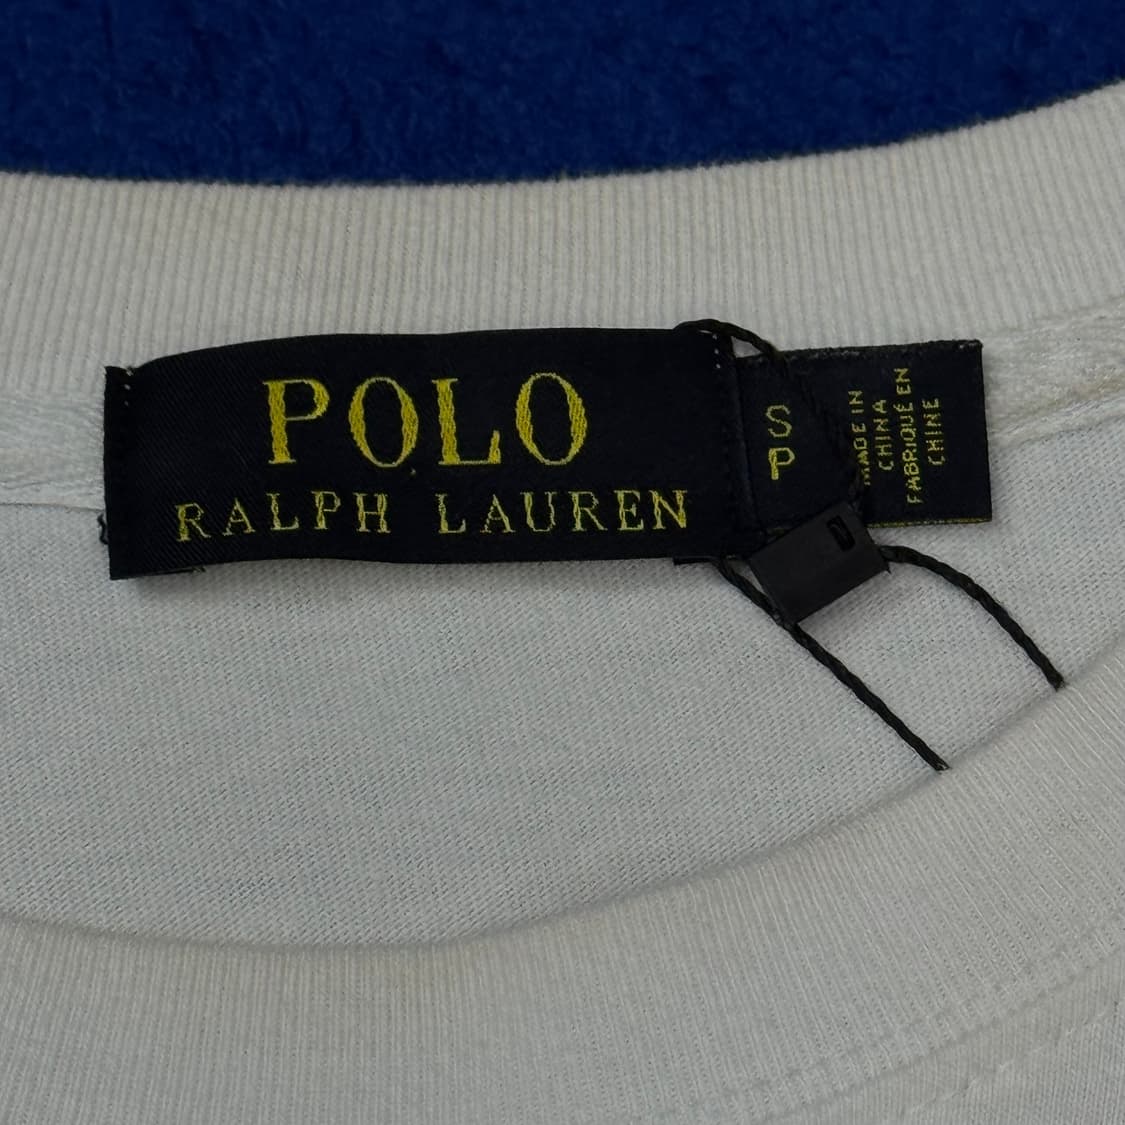 POLO
RALPH LAUREN
S
P
MADE IN
CHINA
FABRIQUÉ EN
CHINE